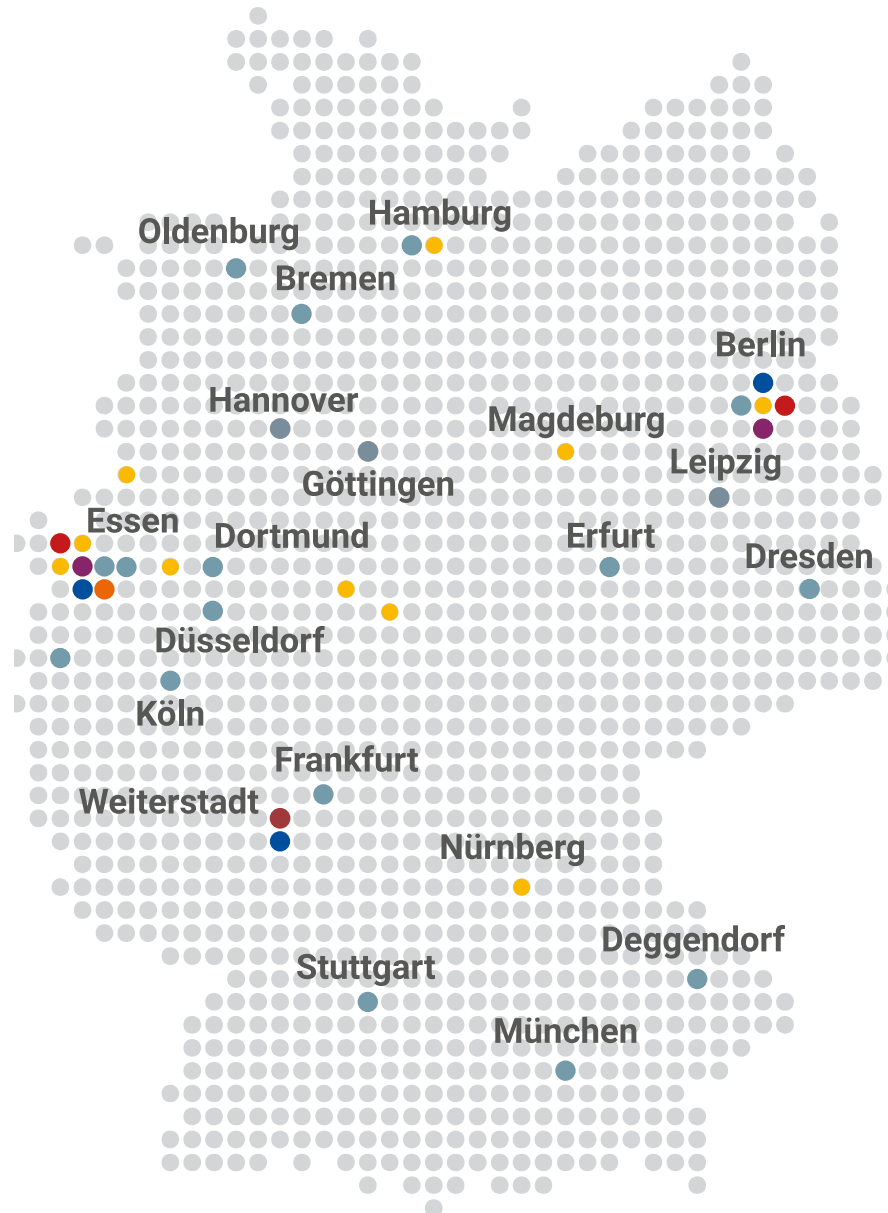 Hamburg
Oldenburg
Bremen
Berlin
Hannover
Magdeburg
Leipzig
Göttingen
Essen
Dortmund
Erfurt
Dresden
Düsseldorf
Köln
Frankfurt
Weiterstadt
Nürnberg
Deggendorf
Stuttgart
München